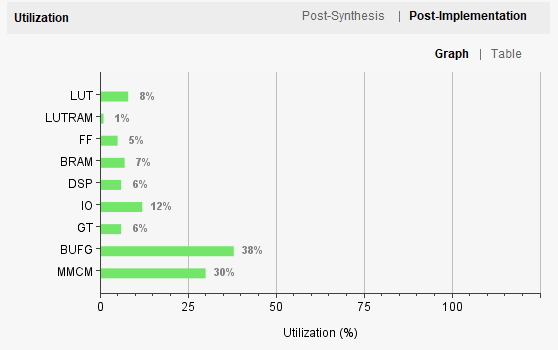 Utilization Post-Synthesis | Post-Implementation
Graph | Table
LUT 8%
LUTRAM 1%
FF 5%
BRAM 7%
DSP 6%
IO 12%
GT 6%
BUFG 38%
MMCM 30%
0 25 50 75 100
Utilization (%)